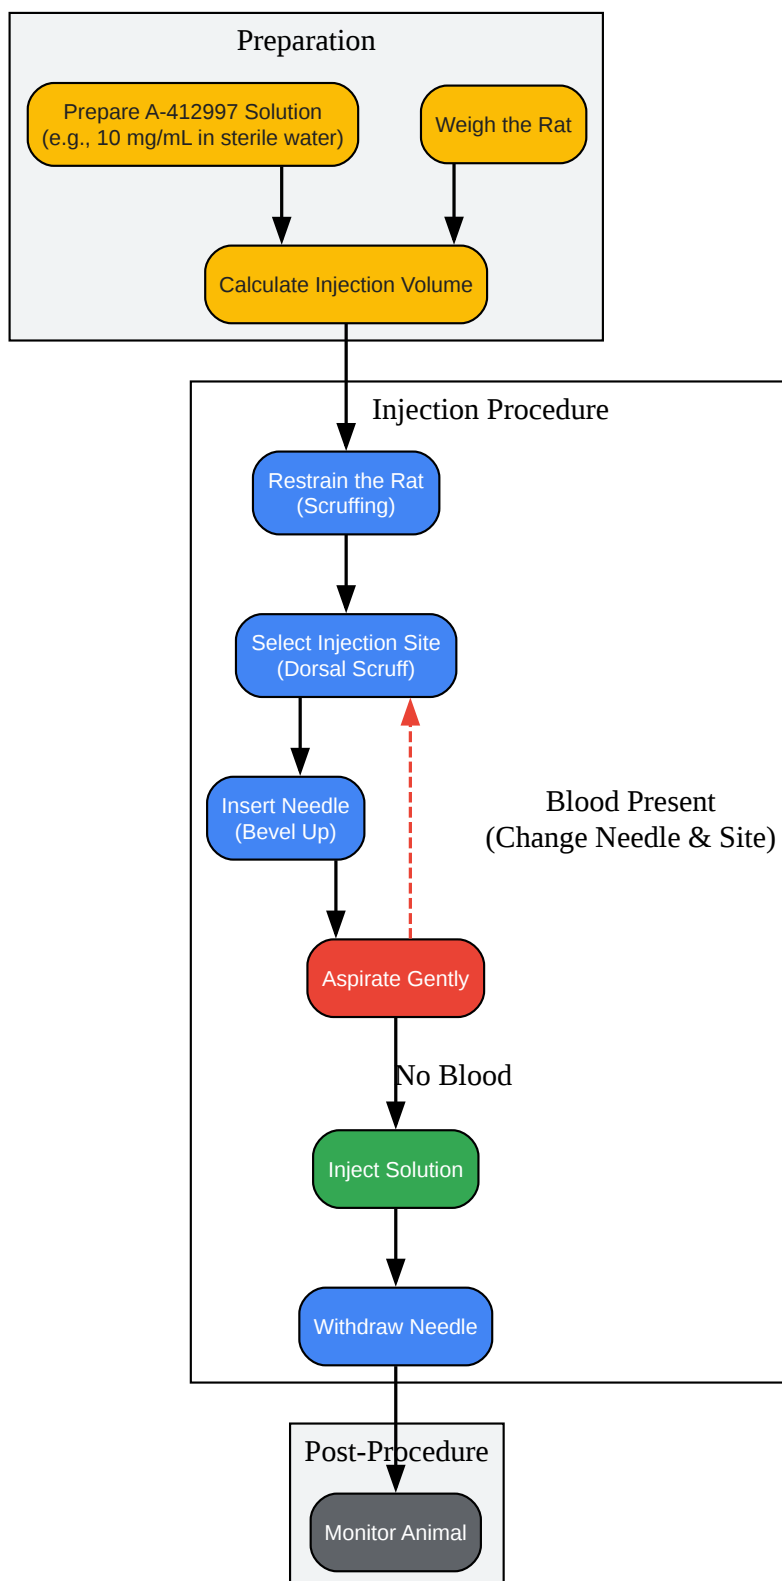 Preparation
Prepare A-412997 Solution
(e.g., 10 mg/mL in sterile water)
Weigh the Rat
Calculate Injection Volume
Injection Procedure
Restrain the Rat
(Scruffing)
Select Injection Site
(Dorsal Scruff)
Insert Needle
(Bevel Up)
Blood Present
(Change Needle & Site)
Aspirate Gently
No Blood
Inject Solution
Withdraw Needle
Post-Procedure
Monitor Animal